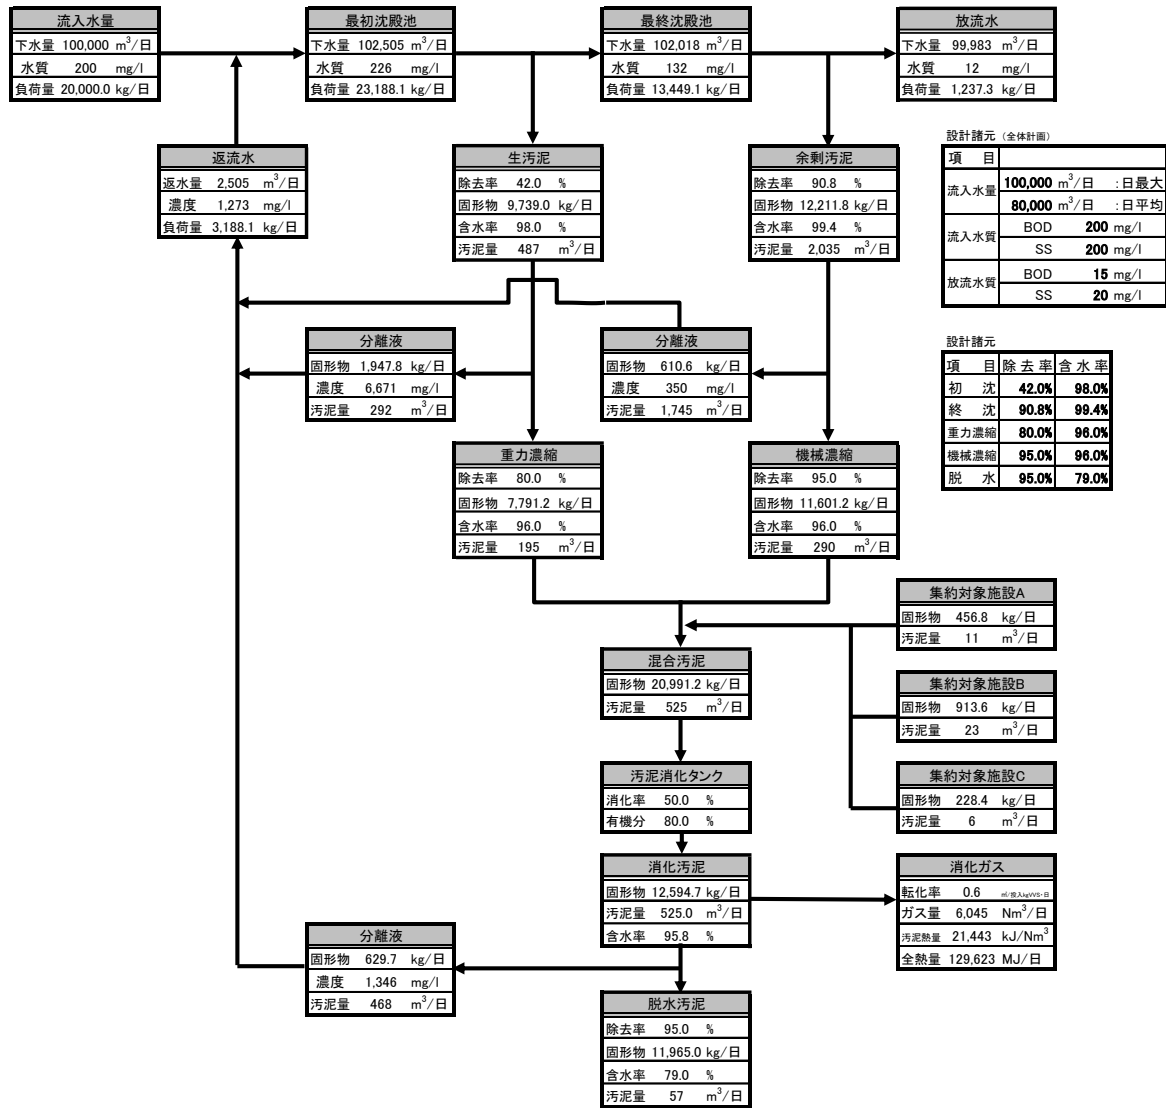 流入水量
下水量 100,000 m³/日
水質 200 mg/l
負荷量 20,000.0 kg/日
最初沈殿池
下水量 102,505 m³/日
水質 226 mg/l
負荷量 23,188.1 kg/日
最終沈殿池
下水量 102,018 m³/日
水質 132 mg/l
負荷量 13,449.1 kg/日
放流水
下水量 99,983 m³/日
水質 12 mg/l
負荷量 1,237.3 kg/日
返流水
返水量 2,505 m³/日
濃度 1,273 mg/l
負荷量 3,188.1 kg/日
生汚泥
除去率 42.0 %
固形物 9,739.0 kg/日
含水率 98.0 %
汚泥量 487 m³/日
余剰汚泥
除去率 90.8 %
固形物 12,211.8 kg/日
含水率 99.4 %
汚泥量 2,035 m³/日
設計諸元 (全体計画)
項 目
流入水量 100,000 m³/日 :日最大
80,000 m³/日 :日平均
流入水質 BOD 200 mg/l
SS 200 mg/l
放流水質 BOD 15 mg/l
SS 20 mg/l
分離液
固形物 1,947.8 kg/日
濃度 6,671 mg/l
汚泥量 292 m³/日
分離液
固形物 610.6 kg/日
濃度 350 mg/l
汚泥量 1,745 m³/日
設計諸元
項 目 除去率 含水率
初 沈 42.0% 98.0%
終 沈 90.8% 99.4%
重力濃縮 80.0% 96.0%
機械濃縮 95.0% 96.0%
脱 水 95.0% 79.0%
重力濃縮
除去率 80.0 %
固形物 7,791.2 kg/日
含水率 96.0 %
汚泥量 195 m³/日
機械濃縮
除去率 95.0 %
固形物 11,601.2 kg/日
含水率 96.0 %
汚泥量 290 m³/日
集約対象施設A
固形物 456.8 kg/日
汚泥量 11 m³/日
混合汚泥
固形物 20,991.2 kg/日
汚泥量 525 m³/日
集約対象施設B
固形物 913.6 kg/日
汚泥量 23 m³/日
汚泥消化タンク
消化率 50.0 %
有機分 80.0 %
集約対象施設C
固形物 228.4 kg/日
汚泥量 6 m³/日
消化汚泥
固形物 12,594.7 kg/日
汚泥量 525.0 m³/日
含水率 95.8 %
消化ガス
転化率 0.6 ㎥/投入kgVVS・日
ガス量 6,045 Nm³/日
汚泥熱量 21,443 kJ/Nm³
全熱量 129,623 MJ/日
分離液
固形物 629.7 kg/日
濃度 1,346 mg/l
汚泥量 468 m³/日
脱水汚泥
除去率 95.0 %
固形物 11,965.0 kg/日
含水率 79.0 %
汚泥量 57 m³/日